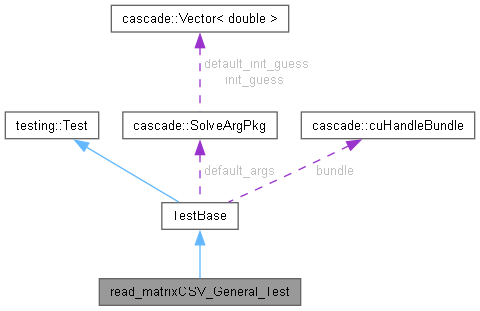 cascade::Vector< double >
default_init_guess
init_guess
testing::Test
cascade::SolveArgPkg
cascade::cuHandleBundle
default_args
bundle
TestBase
read_matrixCSV_General_Test